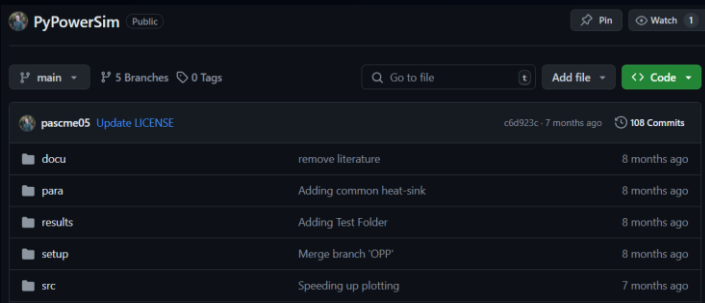 PyPowerSim Public Pin Watch 1
main 5 Branches 0 Tags Go to file t Add file Code
pascme05 Update LICENSE c6d923c · 7 months ago 108 Commits
docu remove literature 8 months ago
para Adding common heat-sink 8 months ago
results Adding Test Folder 8 months ago
setup Merge branch 'OPP' 8 months ago
src Speeding up plotting 7 months ago